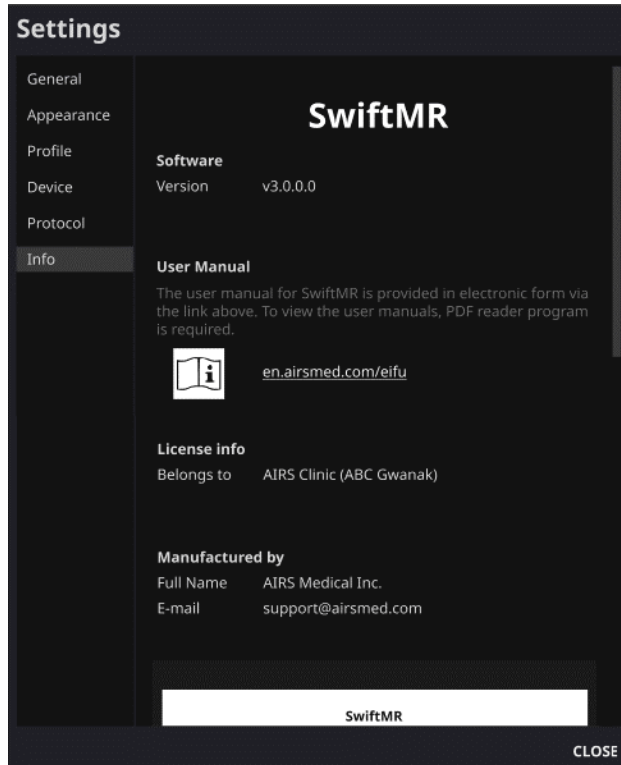 Settings
General
Appearance
Profile
Device
Protocol
Info
SwiftMR
Software
Version v3.0.0.0
User Manual
The user manual for SwiftMR is provided in electronic form via
the link above. To view the user manuals, PDF reader program
is required.
i
en.airsmed.com/eifu
License info
Belongs to AIRS Clinic (ABC Gwanak)
Manufactured by
Full Name AIRS Medical Inc.
E-mail support@airsmed.com
SwiftMR
CLOSE